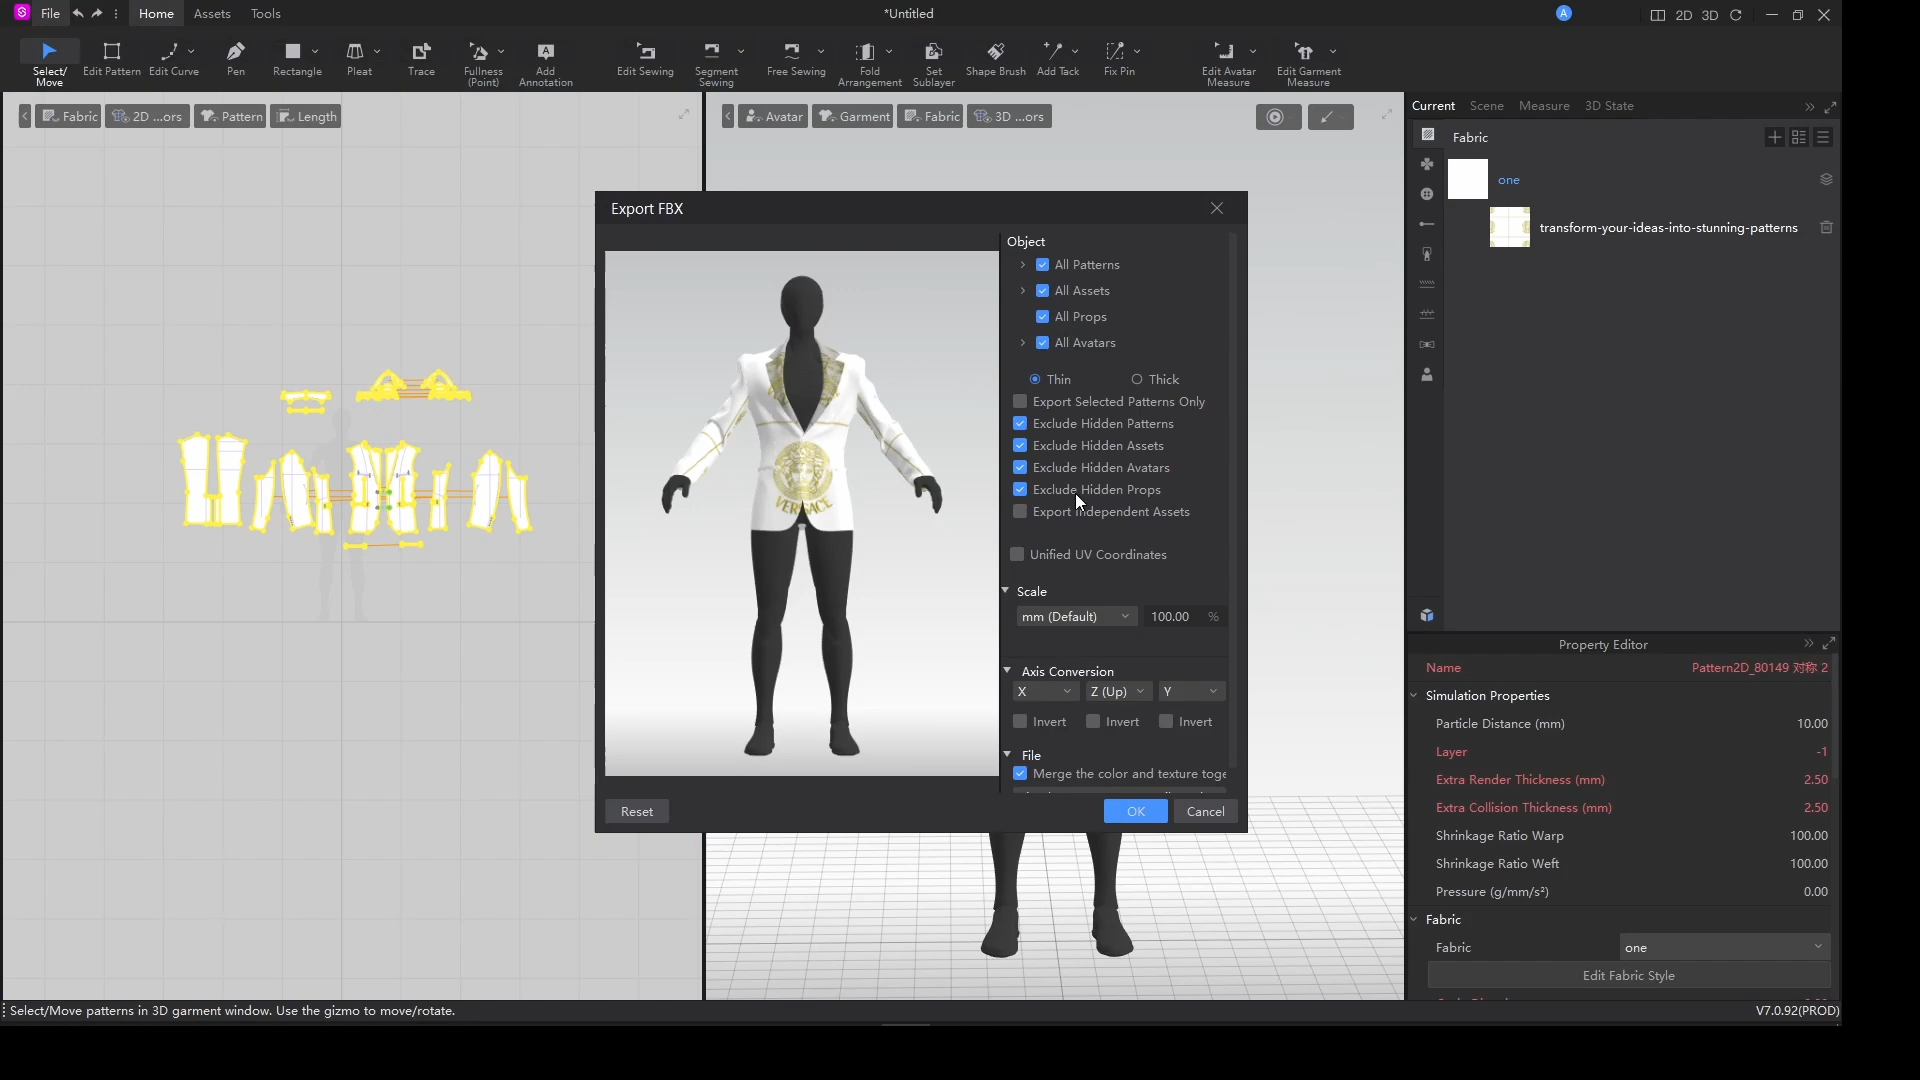 File
Home
Assets
Tools
*Untitled
A
2D
3D
Select/
Move
Edit Pattern
Edit Curve
Pen
Rectangle
Pleat
Trace
Fullness
(Point)
Add
Annotation
Edit Sewing
Segment
Sewing
Free Sewing
Fold
Arrangement
Set
Sublayer
Shape Brush
Add Tack
Fix Pin
Edit Avatar
Measure
Edit Garment
Measure
Fabric
2D ...ors
Pattern
Length
Avatar
Garment
Fabric
3D ...ors
Current
Scene
Measure
3D State
Fabric
one
transform-your-ideas-into-stunning-patterns
Export FBX
VERSACE
Object
All Patterns
All Assets
All Props
All Avatars
Thin
Thick
Export Selected Patterns Only
Exclude Hidden Patterns
Exclude Hidden Assets
Exclude Hidden Avatars
Exclude Hidden Props
Export Independent Assets
Unified UV Coordinates
Scale
mm (Default)
100.00 %
Axis Conversion
X
Z (Up)
Y
Invert
Invert
Invert
File
Merge the color and texture toge
Reset
OK
Cancel
Property Editor
Name
Pattern2D_80149 对称 2
Simulation Properties
Particle Distance (mm)
10.00
Layer
-1
Extra Render Thickness (mm)
2.50
Extra Collision Thickness (mm)
2.50
Shrinkage Ratio Warp
100.00
Shrinkage Ratio Weft
100.00
Pressure (g/mm/s²)
0.00
Fabric
Fabric
one
Edit Fabric Style
Select/Move patterns in 3D garment window. Use the gizmo to move/rotate.
V7.0.92(PROD)